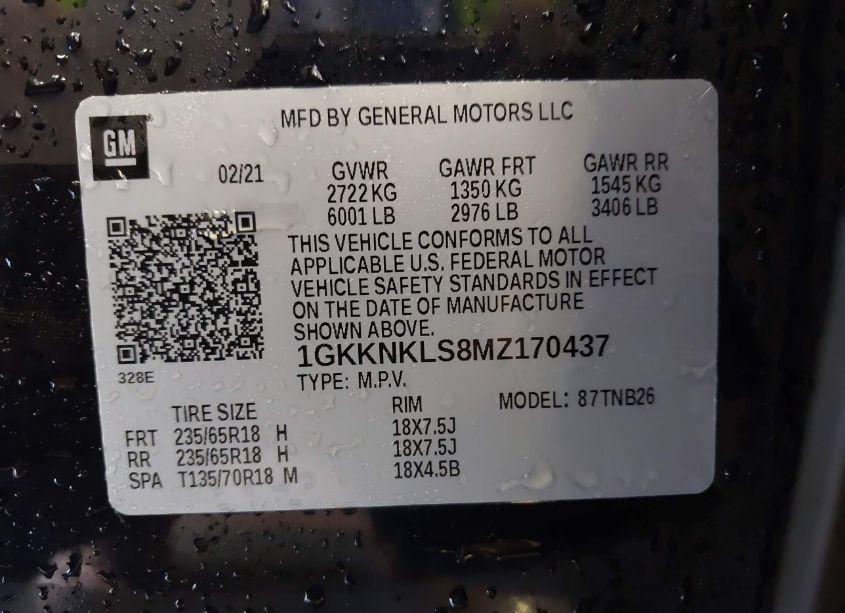 GM
MFD BY GENERAL MOTORS LLC
02/21 GVWR GAWR FRT GAWR RR
2722 KG 1350 KG 1545 KG
6001 LB 2976 LB 3406 LB
THIS VEHICLE CONFORMS TO ALL
APPLICABLE U.S. FEDERAL MOTOR
VEHICLE SAFETY STANDARDS IN EFFECT
ON THE DATE OF MANUFACTURE
SHOWN ABOVE.
1GKKNKLS8MZ170437
328E
TYPE: M.P.V. MODEL: 87TNB26
TIRE SIZE RIM
FRT 235/65R18 H 18X7.5J
RR 235/65R18 H 18X7.5J
SPA T135/70R18 M 18X4.5B